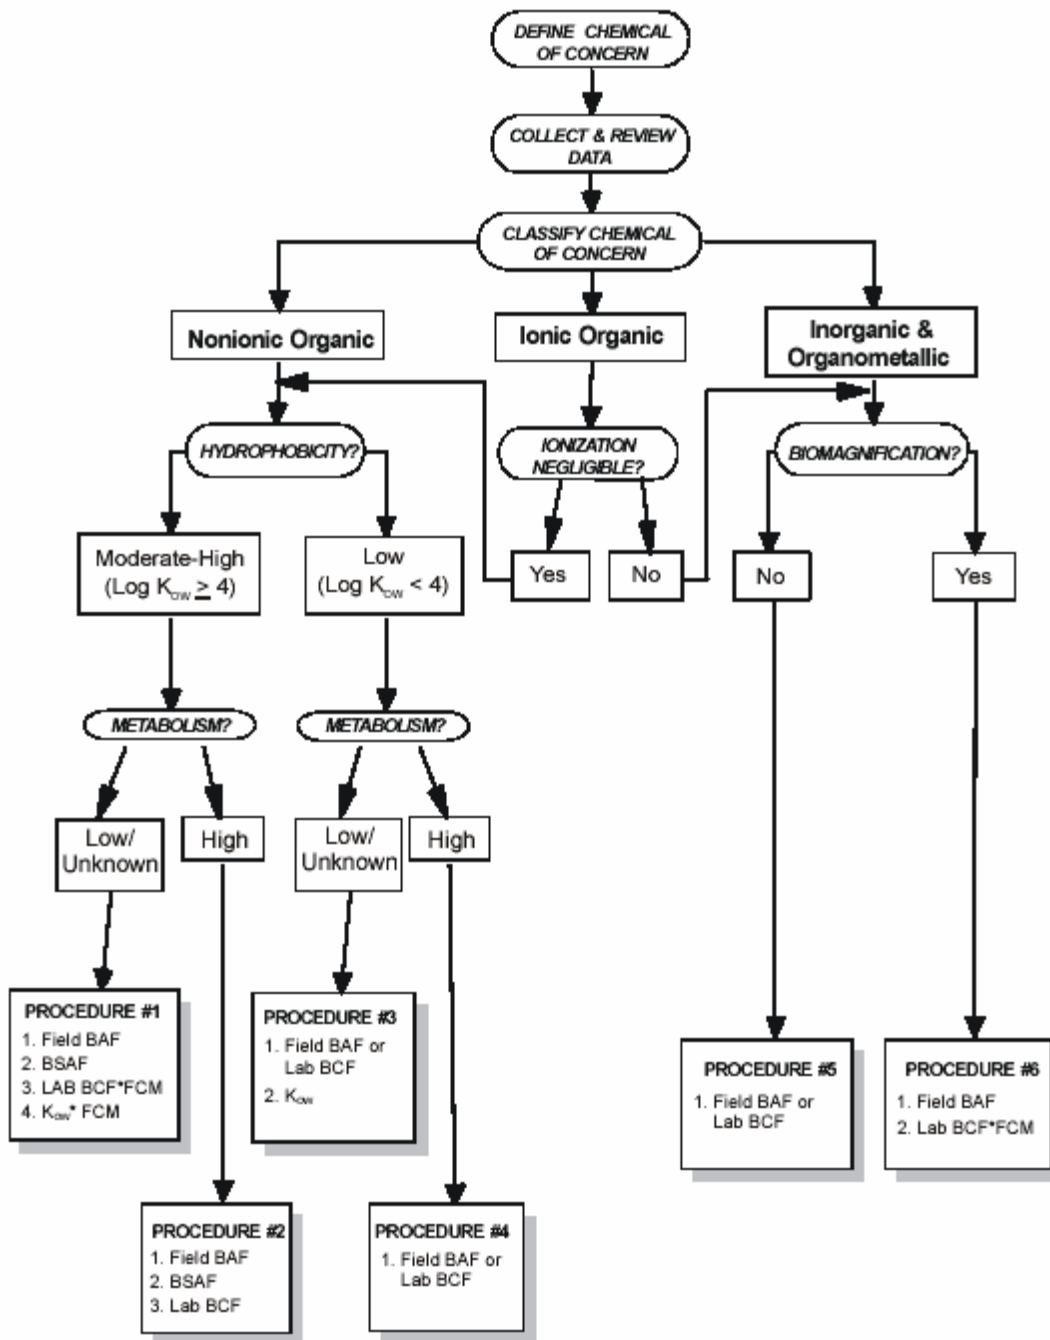 DEFINE CHEMICAL
OF CONCERN
COLLECT & REVIEW
DATA
CLASSIFY CHEMICAL
OF CONCERN
Nonionic Organic
Ionic Organic
Inorganic &
Organometallic
HYDROPHOBICITY?
IONIZATION
NEGLIGIBLE?
BIOMAGNIFICATION?
Moderate-High
(Log Kow ≥ 4)
Low
(Log Kow < 4)
Yes
No
No
Yes
METABOLISM?
METABOLISM?
Low/
Unknown
High
Low/
Unknown
High
PROCEDURE #1
1. Field BAF
2. BSAF
3. LAB BCF*FCM
4. Kow* FCM
PROCEDURE #3
1. Field BAF or
Lab BCF
2. Kow
PROCEDURE #5
1. Field BAF or
Lab BCF
PROCEDURE #6
1. Field BAF
2. Lab BCF*FCM
PROCEDURE #2
1. Field BAF
2. BSAF
3. Lab BCF
PROCEDURE #4
1. Field BAF or
Lab BCF